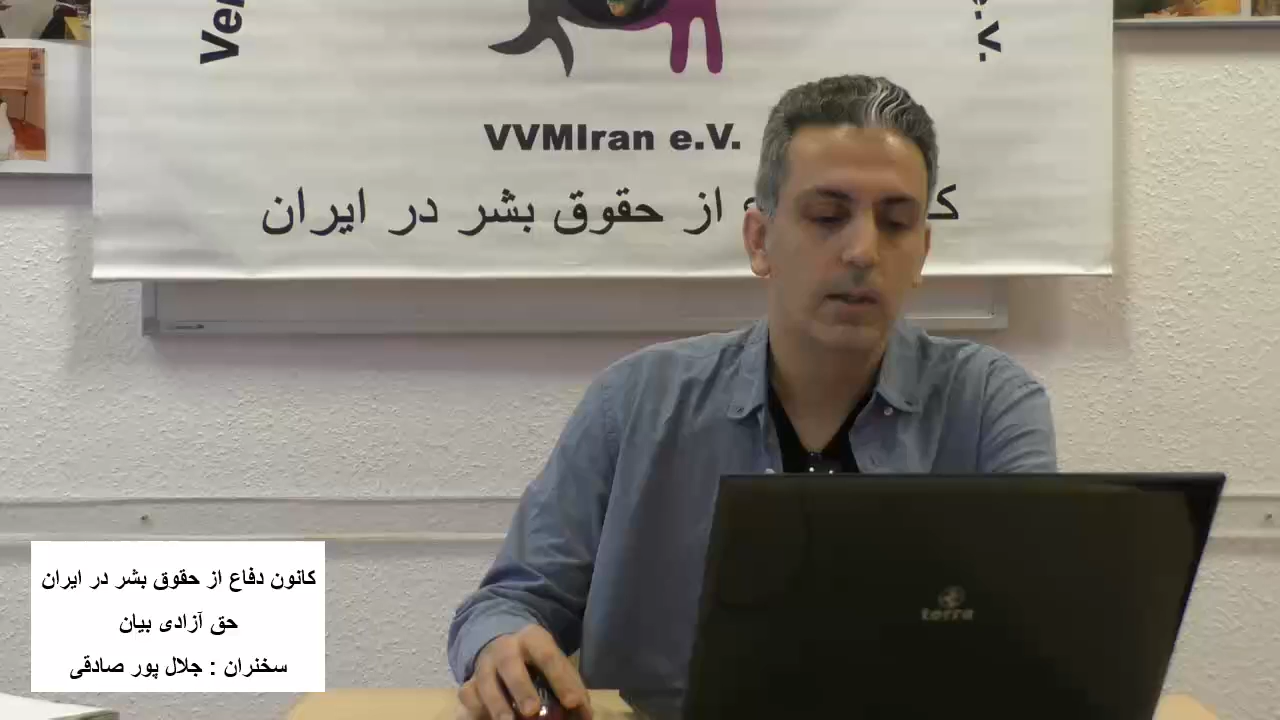 VVMIran e.V.
از حقوق بشر در ایران
e.V.
terra
کانون دفاع از حقوق بشر در ایران
حق آزادی بیان
سخنران : جلال پور صادقی